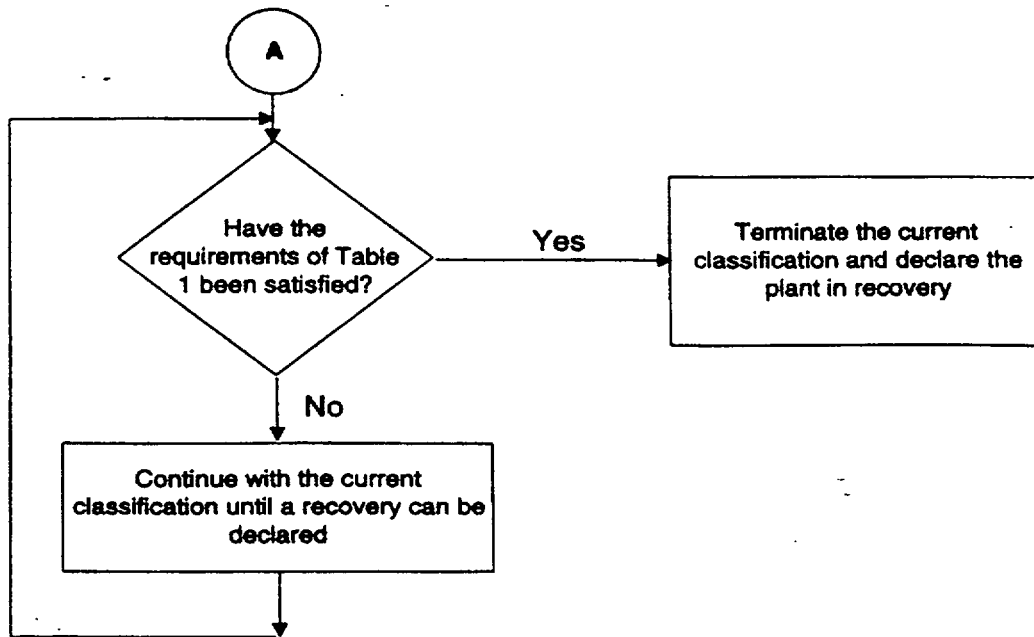 A
Have the
requirements of Table
1 been satisfied?
Yes
Terminate the current
classification and declare the
plant in recovery
No
Continue with the current
classification until a recovery can be
declared